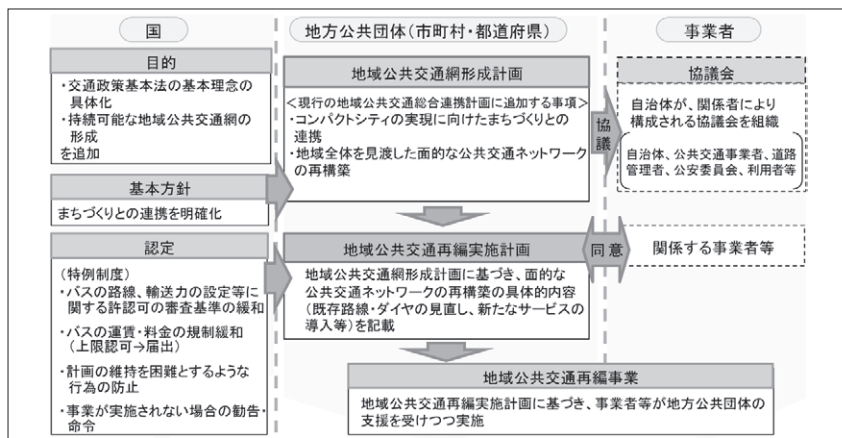 国
目的
・交通政策基本法の基本理念の
具体化
・持続可能な地域公共交通網の
形成
を追加
基本方針
まちづくりとの連携を明確化
認定
(特例制度)
・バスの路線、輸送力の設定等に
関する許認可の審査基準の緩和
・バスの運賃・料金の規制緩和
(上限認可→届出)
・計画の維持を困難とするような
行為の防止
・事業が実施されない場合の勧告・
命令
地方公共団体(市町村・都道府県)
地域公共交通網形成計画
<現行の地域公共交通総合連携計画に追加する事項>
・コンパクトシティの実現に向けたまちづくりとの
連携
・地域全体を見渡した面的な公共交通ネットワーク
の再構築
協議
地域公共交通再編実施計画
地域公共交通網形成計画に基づき、面的な
公共交通ネットワークの再構築の具体的内容
(既存路線・ダイヤの見直し、新たなサービスの
導入等)を記載
同意
地域公共交通再編事業
地域公共交通再編実施計画に基づき、事業者等が地方公共団体の
支援を受けつつ実施
事業者
協議会
自治体が、関係者により
構成される協議会を組織
自治体、公共交通事業者、道路
管理者、公安委員会、利用者等
関係する事業者等